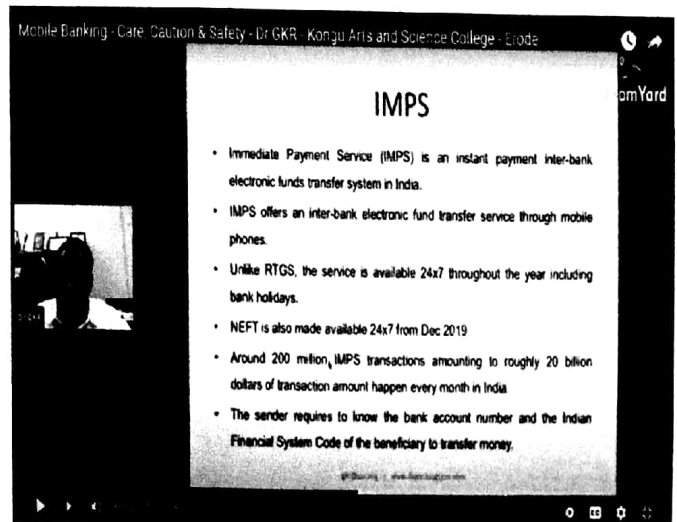 Mobile Banking - Care, Caution & Safety - Dr GKR - Kongu Arts and Science College - Erode
omYard
IMPS
• Immediate Payment Service (IMPS) is an instant payment inter-bank
electronic funds transfer system in India.
• IMPS offers an inter-bank electronic fund transfer service through mobile
phones.
• Unlike RTGS, the service is available 24x7 throughout the year including
bank holidays.
• NEFT is also made available 24x7 from Dec 2019
• Around 200 million IMPS transactions amounting to roughly 20 billion
dollars of transaction amount happen every month in India
• The sender requires to know the bank account number and the Indian
Financial System Code of the beneficiary to transfer money.